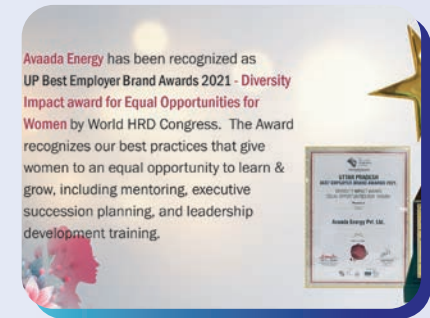 Avaada Energy has been recognized as
UP Best Employer Brand Awards 2021 - Diversity
Impact award for Equal Opportunities for
Women by World HRD Congress. The Award
recognizes our best practices that give
women to an equal opportunity to learn &
grow, including mentoring, executive
succession planning, and leadership
development training.
UTTAR PRADESH
BEST EMPLOYER BRAND AWARDS 2021
Avaada Energy Pvt. Ltd.